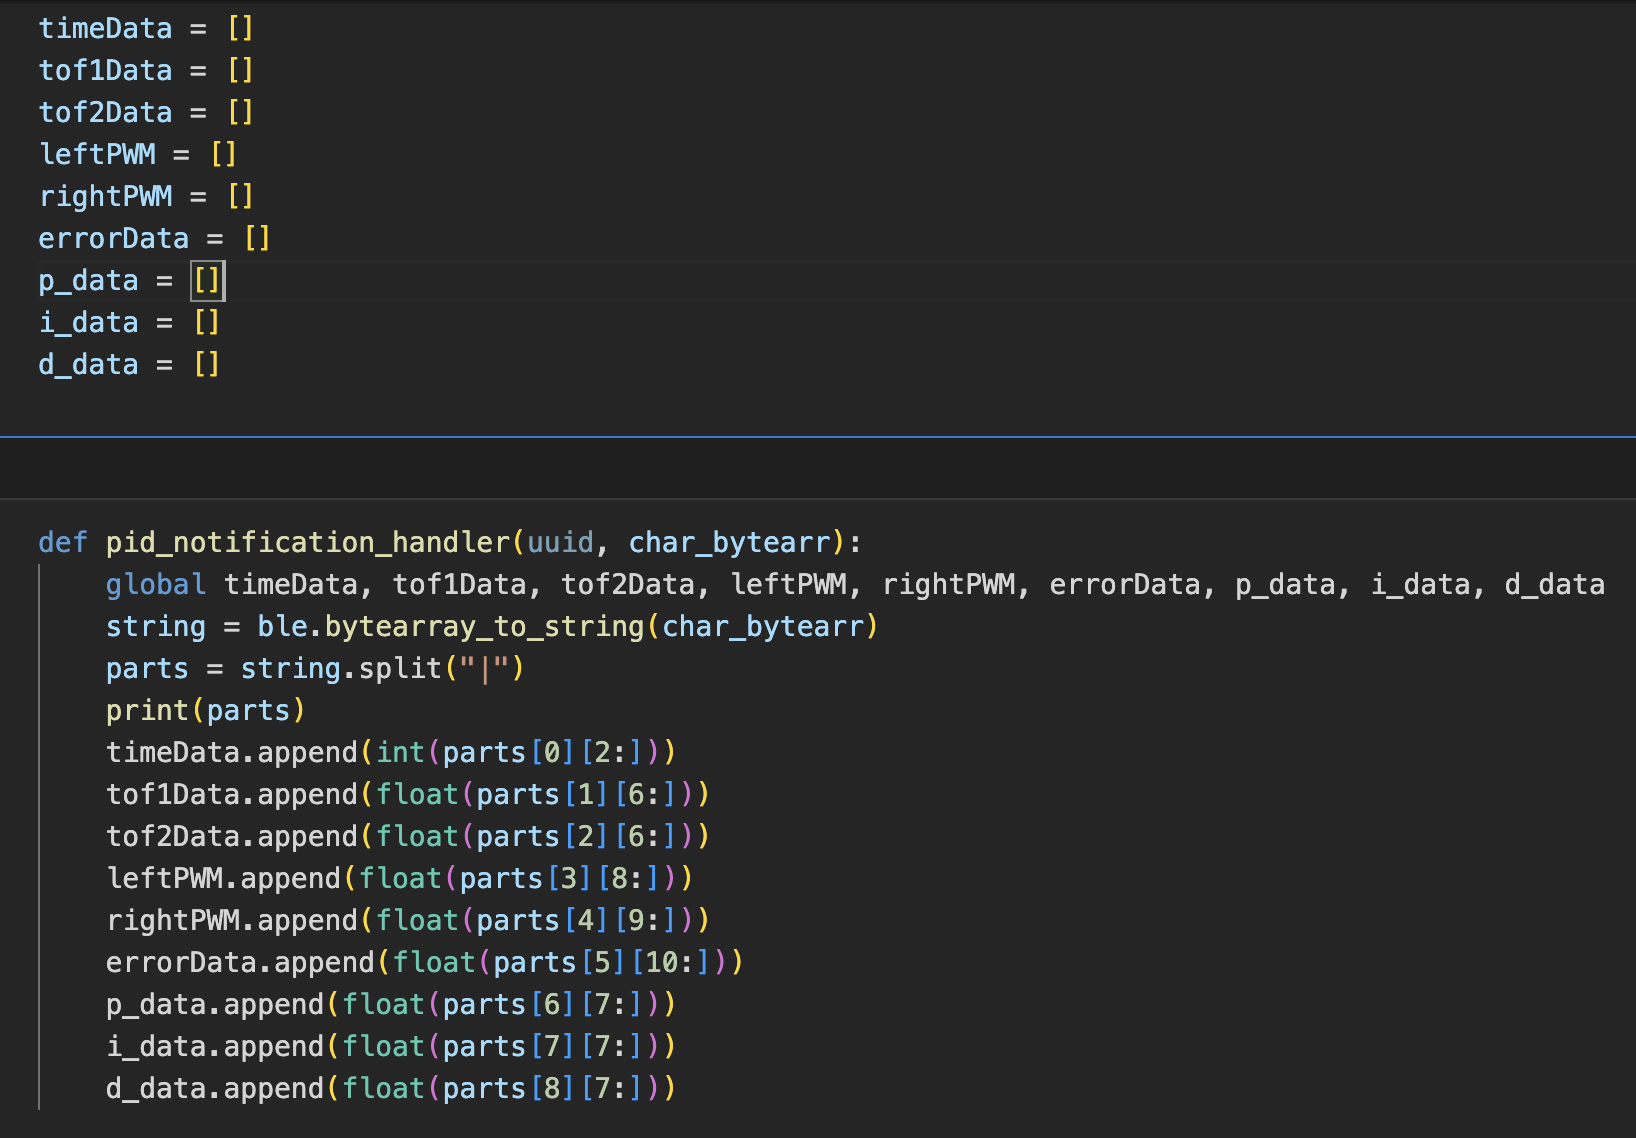 timeData = []
tof1Data = []
tof2Data = []
leftPWM = []
rightPWM = []
errorData = []
p_data = []
i_data = []
d_data = []
def pid_notification_handler(uuid, char_bytearr):
    global timeData, tof1Data, tof2Data, leftPWM, rightPWM, errorData, p_data, i_data, d_data
    string = ble.bytearray_to_string(char_bytearr)
    parts = string.split("|")
    print(parts)
    timeData.append(int(parts[0][2:]))
    tof1Data.append(float(parts[1][6:]))
    tof2Data.append(float(parts[2][6:]))
    leftPWM.append(float(parts[3][8:]))
    rightPWM.append(float(parts[4][9:]))
    errorData.append(float(parts[5][10:]))
    p_data.append(float(parts[6][7:]))
    i_data.append(float(parts[7][7:]))
    d_data.append(float(parts[8][7:]))